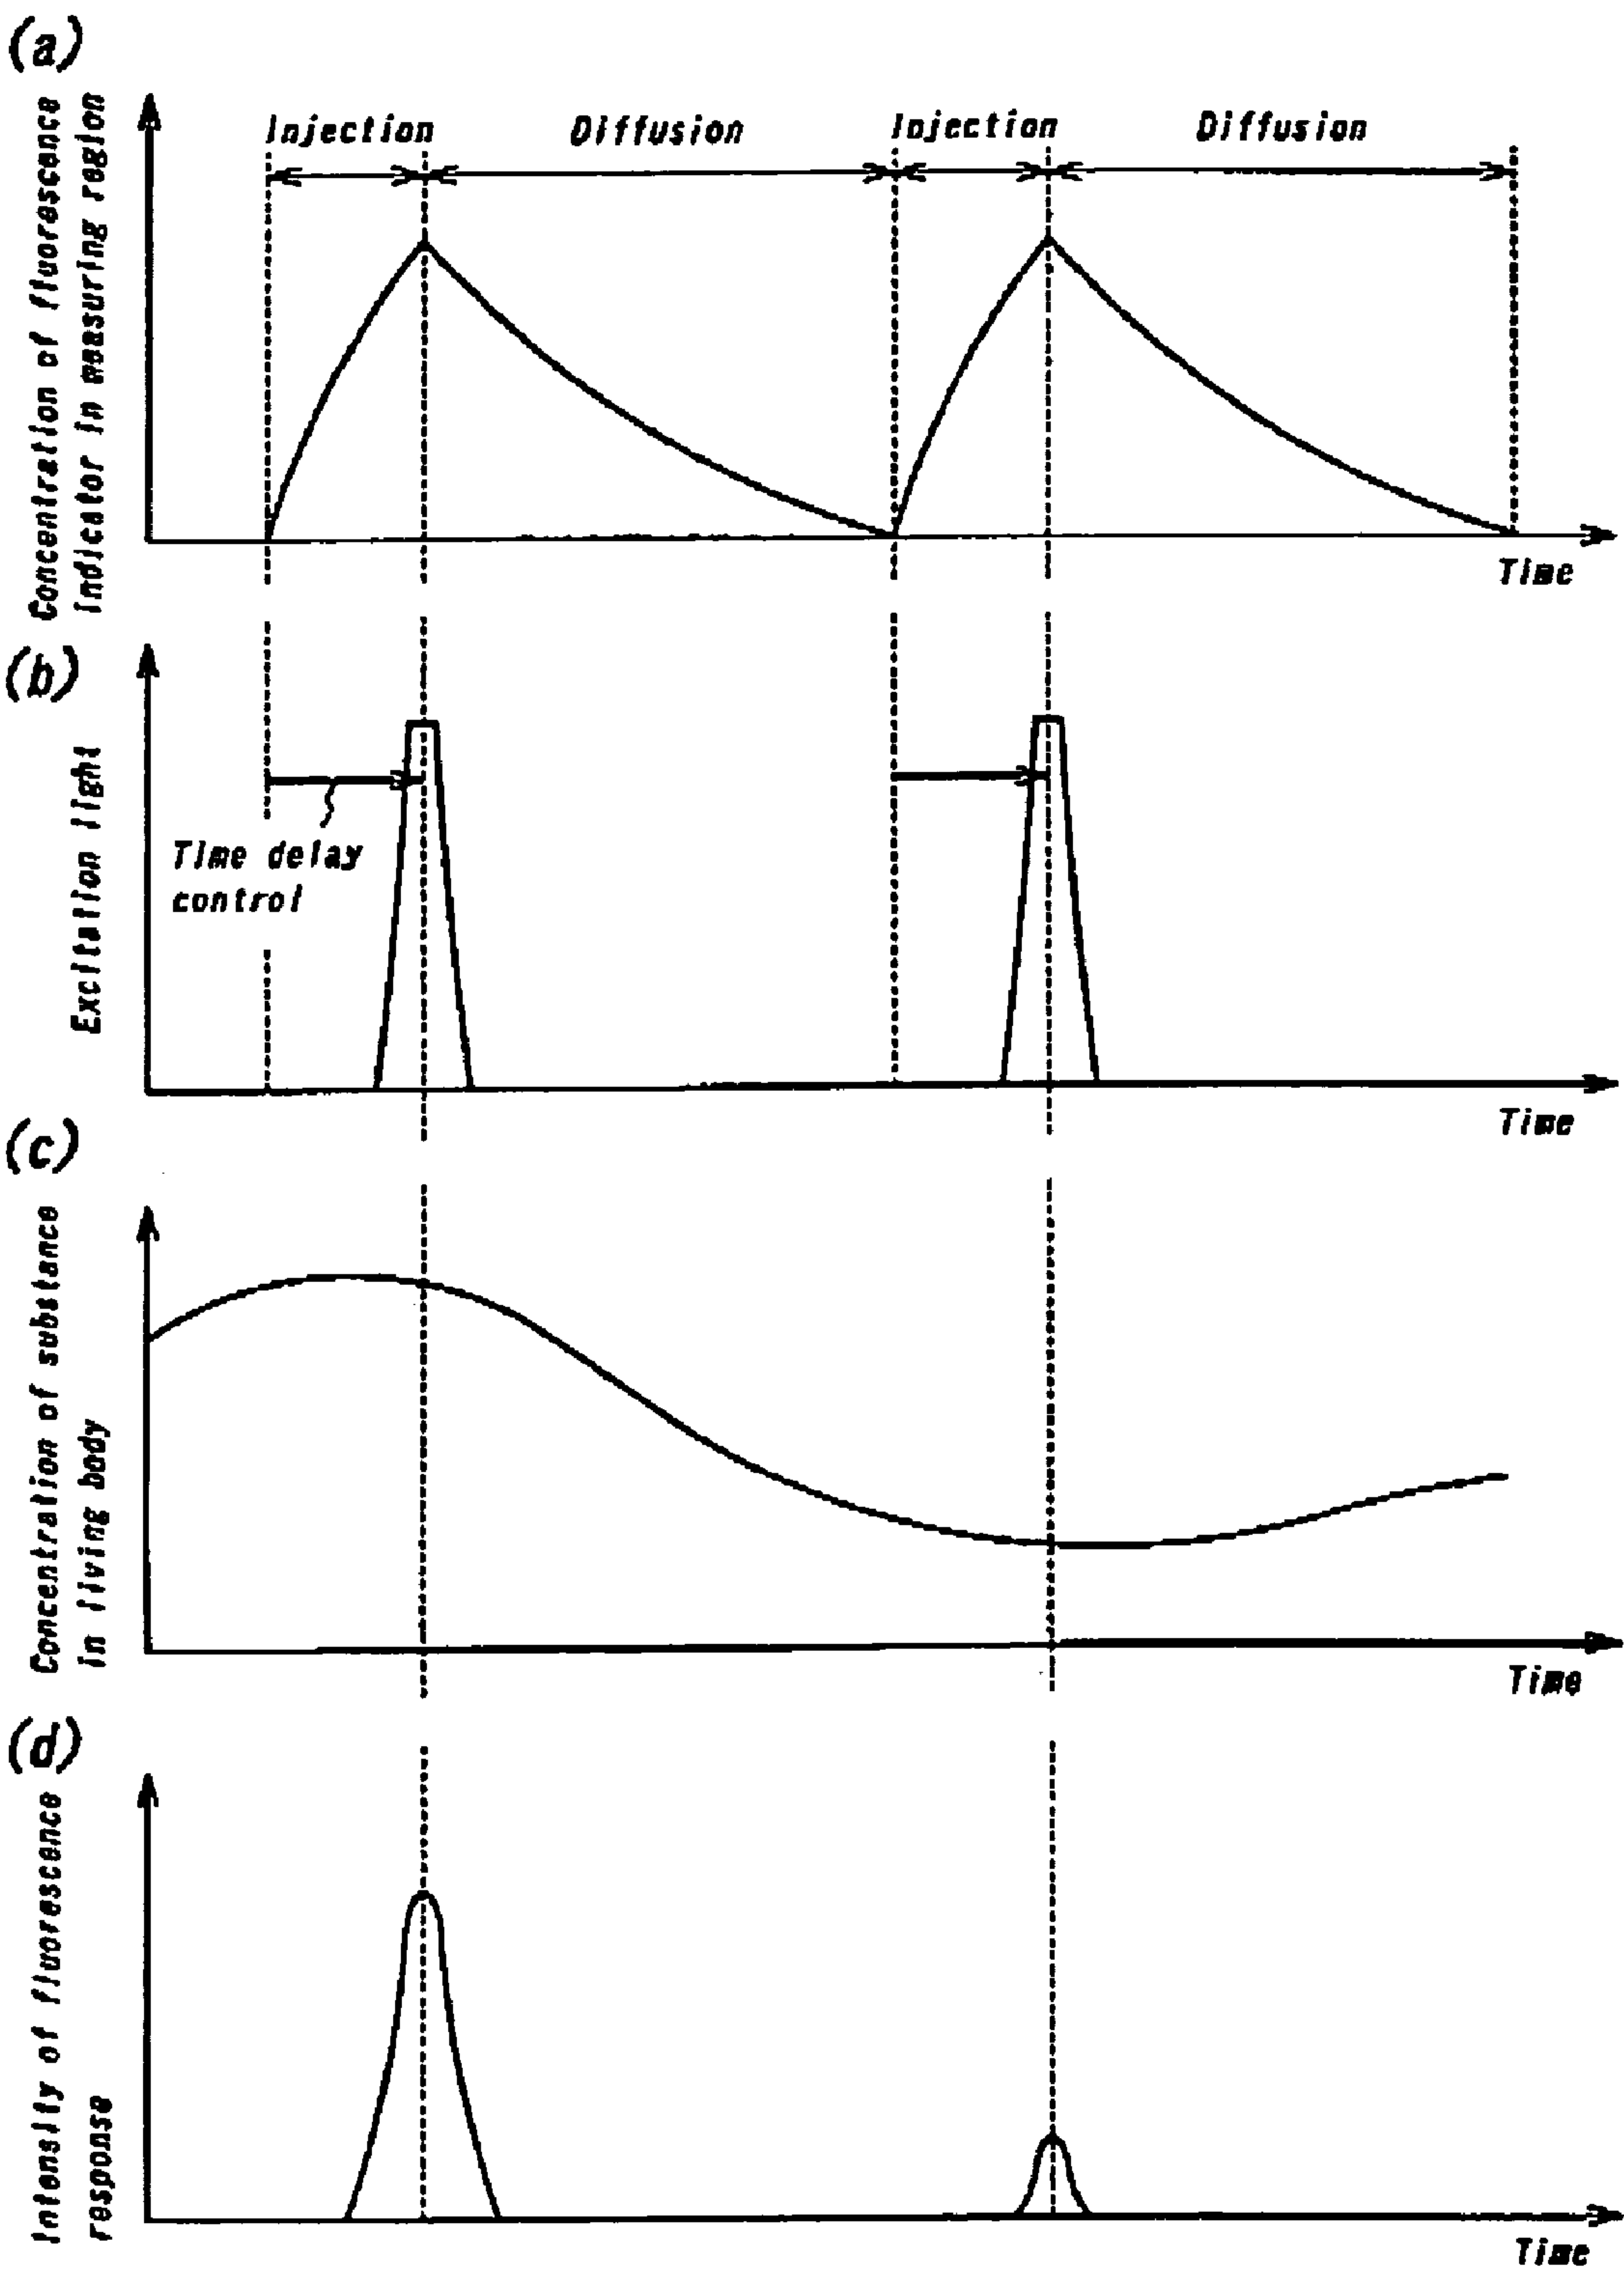 (a)
Concentration of fluorescence
indicator in measuring region
Injection Diffusion Injection Diffusion
Time
(b)
Excitation light
Time delay
control
Time
(c)
Concentration of substance
in living body
Time
(d)
Intensity of fluorescence
response
Time